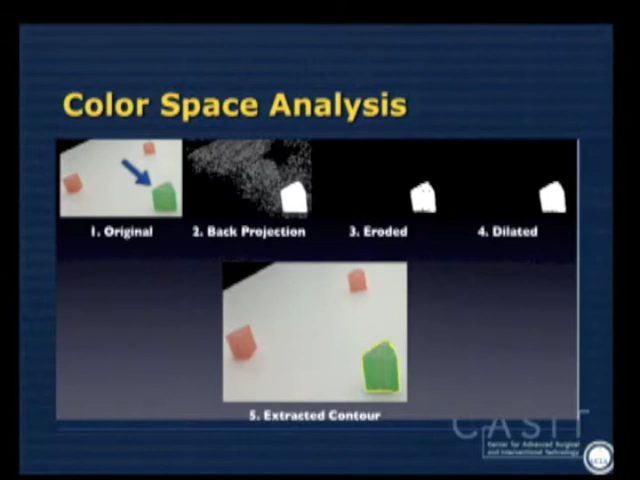 Color Space Analysis
1. Original
2. Back Projection
3. Eroded
4. Dilated
5. Extracted Contour
CASIT
Center for Advanced Surgical
and Interventional Technology
UCLA